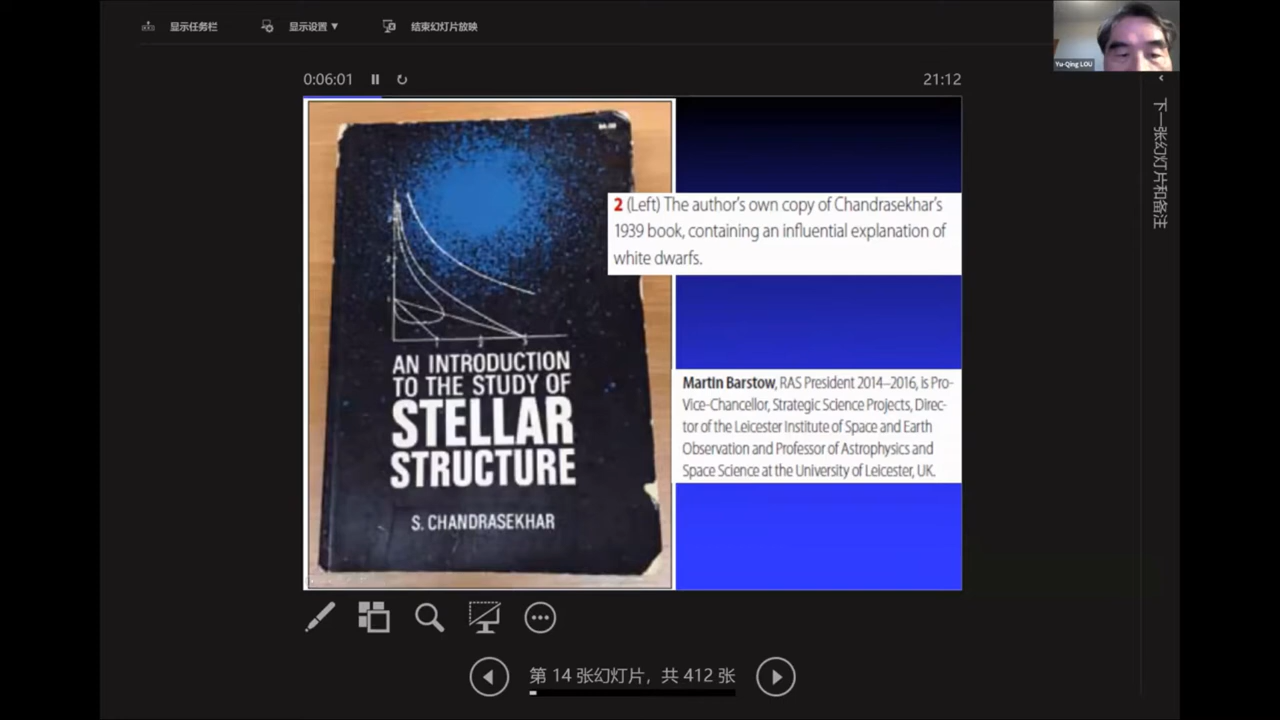 显示任务栏
显示设置 ▼
结束幻灯片放映
Yu-Qing LOU
0:06:01
21:12
下一张幻灯片和备注
2 (Left) The author's own copy of Chandrasekhar's
1939 book, containing an influential explanation of
white dwarfs.
AN INTRODUCTION
TO THE STUDY OF
STELLAR
STRUCTURE
S. CHANDRASEKHAR
Martin Barstow, RAS President 2014–2016, is Pro-
Vice-Chancellor, Strategic Science Projects, Direc-
tor of the Leicester Institute of Space and Earth
Observation and Professor of Astrophysics and
Space Science at the University of Leicester, UK.
第 14 张幻灯片，共 412 张